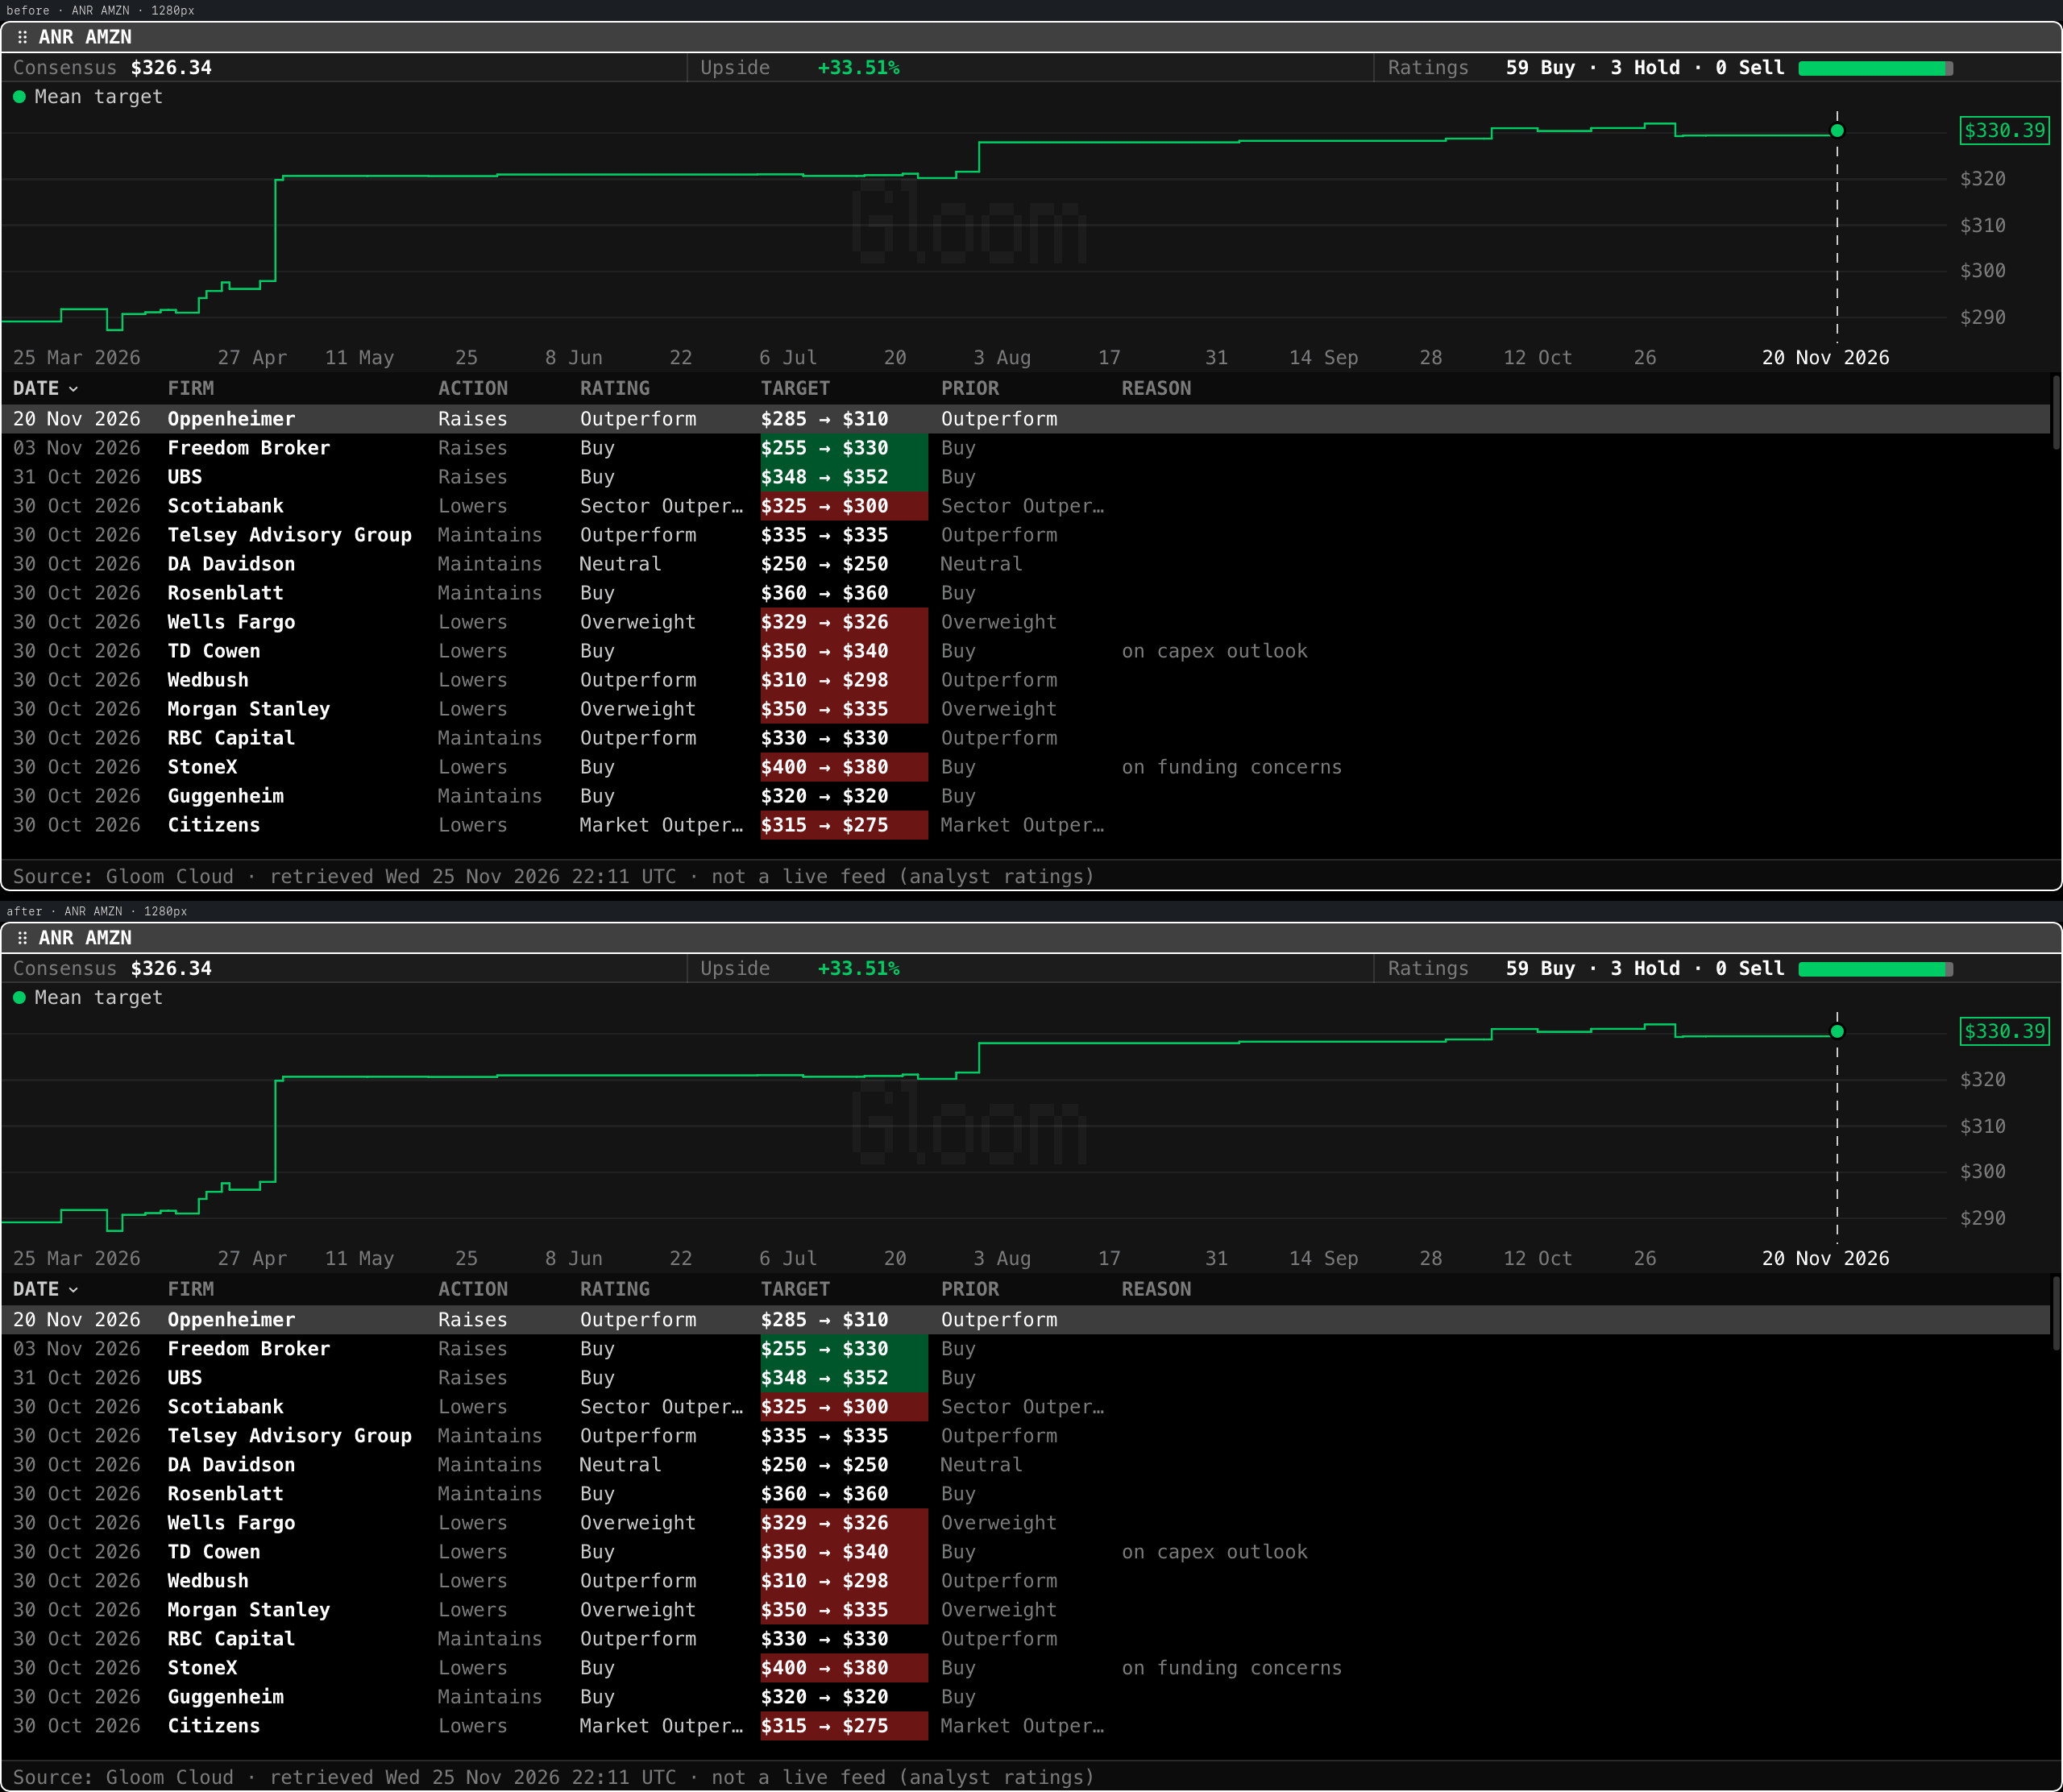 before · ANR AMZN · 1280px
⠿ ANR AMZN
Consensus $326.34 Upside +33.51% Ratings 59 Buy · 3 Hold · 0 Sell
Mean target
$330.39
$320
Gloom
$310
$300
$290
25 Mar 2026 27 Apr 11 May 25 8 Jun 22 6 Jul 20 3 Aug 17 31 14 Sep 28 12 Oct 26 20 Nov 2026
DATE FIRM ACTION RATING TARGET PRIOR REASON
20 Nov 2026 Oppenheimer Raises Outperform $285 → $310 Outperform
03 Nov 2026 Freedom Broker Raises Buy $255 → $330 Buy
31 Oct 2026 UBS Raises Buy $348 → $352 Buy
30 Oct 2026 Scotiabank Lowers Sector Outper… $325 → $300 Sector Outper…
30 Oct 2026 Telsey Advisory Group Maintains Outperform $335 → $335 Outperform
30 Oct 2026 DA Davidson Maintains Neutral $250 → $250 Neutral
30 Oct 2026 Rosenblatt Maintains Buy $360 → $360 Buy
30 Oct 2026 Wells Fargo Lowers Overweight $329 → $326 Overweight
30 Oct 2026 TD Cowen Lowers Buy $350 → $340 Buy on capex outlook
30 Oct 2026 Wedbush Lowers Outperform $310 → $298 Outperform
30 Oct 2026 Morgan Stanley Lowers Overweight $350 → $335 Overweight
30 Oct 2026 RBC Capital Maintains Outperform $330 → $330 Outperform
30 Oct 2026 StoneX Lowers Buy $400 → $380 Buy on funding concerns
30 Oct 2026 Guggenheim Maintains Buy $320 → $320 Buy
30 Oct 2026 Citizens Lowers Market Outper… $315 → $275 Market Outper…
Source: Gloom Cloud · retrieved Wed 25 Nov 2026 22:11 UTC · not a live feed (analyst ratings)
after · ANR AMZN · 1280px
⠿ ANR AMZN
Consensus $326.34 Upside +33.51% Ratings 59 Buy · 3 Hold · 0 Sell
Mean target
$330.39
$320
Gloom
$310
$300
$290
25 Mar 2026 27 Apr 11 May 25 8 Jun 22 6 Jul 20 3 Aug 17 31 14 Sep 28 12 Oct 26 20 Nov 2026
DATE FIRM ACTION RATING TARGET PRIOR REASON
20 Nov 2026 Oppenheimer Raises Outperform $285 → $310 Outperform
03 Nov 2026 Freedom Broker Raises Buy $255 → $330 Buy
31 Oct 2026 UBS Raises Buy $348 → $352 Buy
30 Oct 2026 Scotiabank Lowers Sector Outper… $325 → $300 Sector Outper…
30 Oct 2026 Telsey Advisory Group Maintains Outperform $335 → $335 Outperform
30 Oct 2026 DA Davidson Maintains Neutral $250 → $250 Neutral
30 Oct 2026 Rosenblatt Maintains Buy $360 → $360 Buy
30 Oct 2026 Wells Fargo Lowers Overweight $329 → $326 Overweight
30 Oct 2026 TD Cowen Lowers Buy $350 → $340 Buy on capex outlook
30 Oct 2026 Wedbush Lowers Outperform $310 → $298 Outperform
30 Oct 2026 Morgan Stanley Lowers Overweight $350 → $335 Overweight
30 Oct 2026 RBC Capital Maintains Outperform $330 → $330 Outperform
30 Oct 2026 StoneX Lowers Buy $400 → $380 Buy on funding concerns
30 Oct 2026 Guggenheim Maintains Buy $320 → $320 Buy
30 Oct 2026 Citizens Lowers Market Outper… $315 → $275 Market Outper…
Source: Gloom Cloud · retrieved Wed 25 Nov 2026 22:11 UTC · not a live feed (analyst ratings)